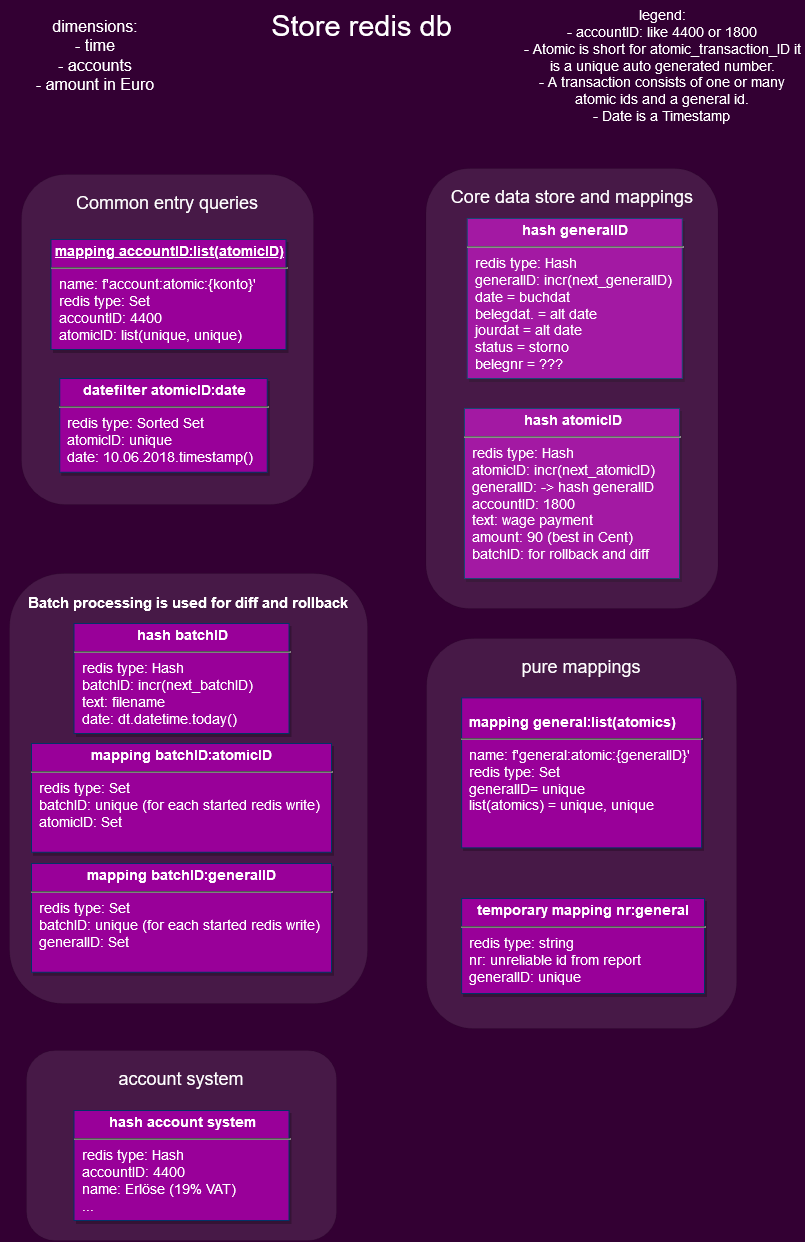 dimensions:
- time
- accounts
- amount in Euro
Store redis db
legend:
- accountID: like 4400 or 1800
- Atomic is short for atomic_transaction_ID it
is a unique auto generated number.
- A transaction consists of one or many
atomic ids and a general id.
- Date is a Timestamp
Common entry queries
mapping accountID:list(atomicID)
name: f'account:atomic:{konto}'
redis type: Set
accountID: 4400
atomicID: list(unique, unique)
datefilter atomicID:date
redis type: Sorted Set
atomicID: unique
date: 10.06.2018.timestamp()
Core data store and mappings
hash generalID
redis type: Hash
generalID: incr(next_generalID)
date = buchdat
belegdat. = alt date
jourdat = alt date
status = storno
belegnr = ???
hash atomicID
redis type: Hash
atomicID: incr(next_atomicID)
generalID: -> hash generalID
accountID: 1800
text: wage payment
amount: 90 (best in Cent)
batchID: for rollback and diff
Batch processing is used for diff and rollback
hash batchID
redis type: Hash
batchID: incr(next_batchID)
text: filename
date: dt.datetime.today()
mapping batchID:atomicID
redis type: Set
batchID: unique (for each started redis write)
atomicID: Set
mapping batchID:generalID
redis type: Set
batchID: unique (for each started redis write)
generalID: Set
pure mappings
mapping general:list(atomics)
name: f'general:atomic:{generalID}'
redis type: Set
generalID= unique
list(atomics) = unique, unique
temporary mapping nr:general
redis type: string
nr: unreliable id from report
generalID: unique
account system
hash account system
redis type: Hash
accountID: 4400
name: Erlöse (19% VAT)
...